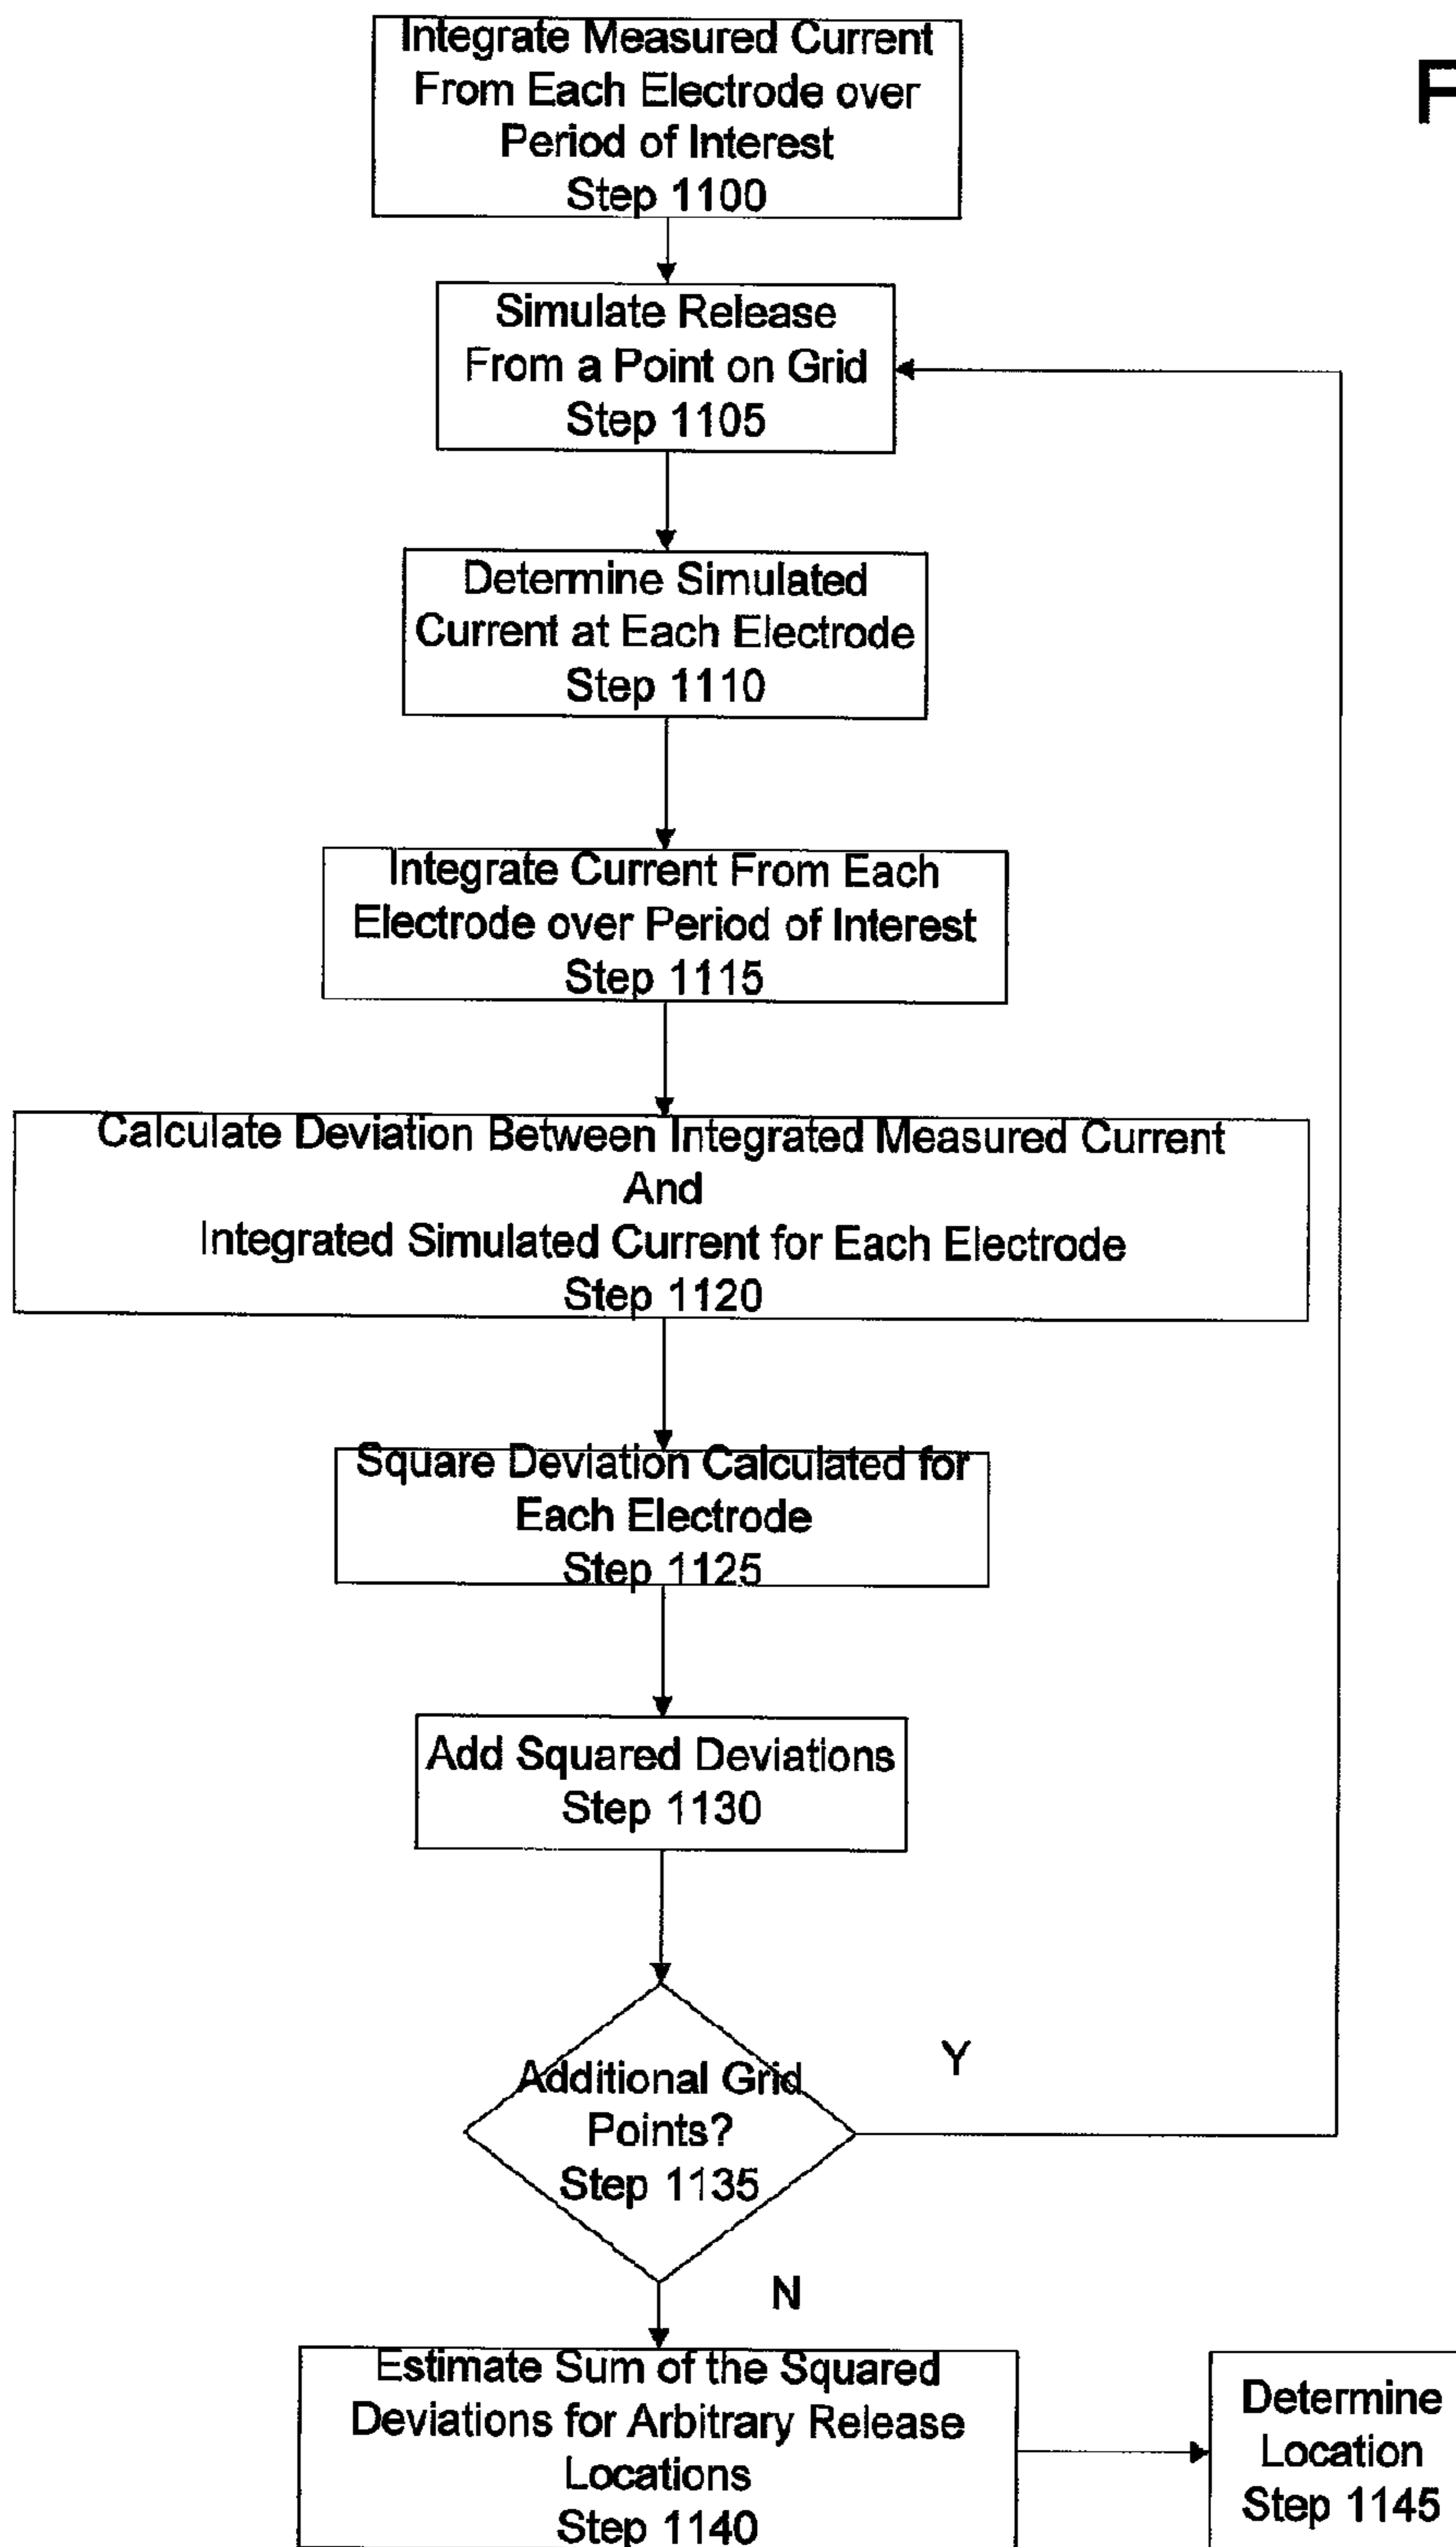 Integrate Measured Current
From Each Electrode over
Period of Interest
Step 1100
F
Simulate Release
From a Point on Grid
Step 1105
Determine Simulated
Current at Each Electrode
Step 1110
Integrate Current From Each
Electrode over Period of Interest
Step 1115
Calculate Deviation Between Integrated Measured Current
And
Integrated Simulated Current for Each Electrode
Step 1120
Square Deviation Calculated for
Each Electrode
Step 1125
Add Squared Deviations
Step 1130
Additional Grid
Points?
Step 1135
Y
N
Estimate Sum of the Squared
Deviations for Arbitrary Release
Locations
Step 1140
Determine
Location
Step 1145